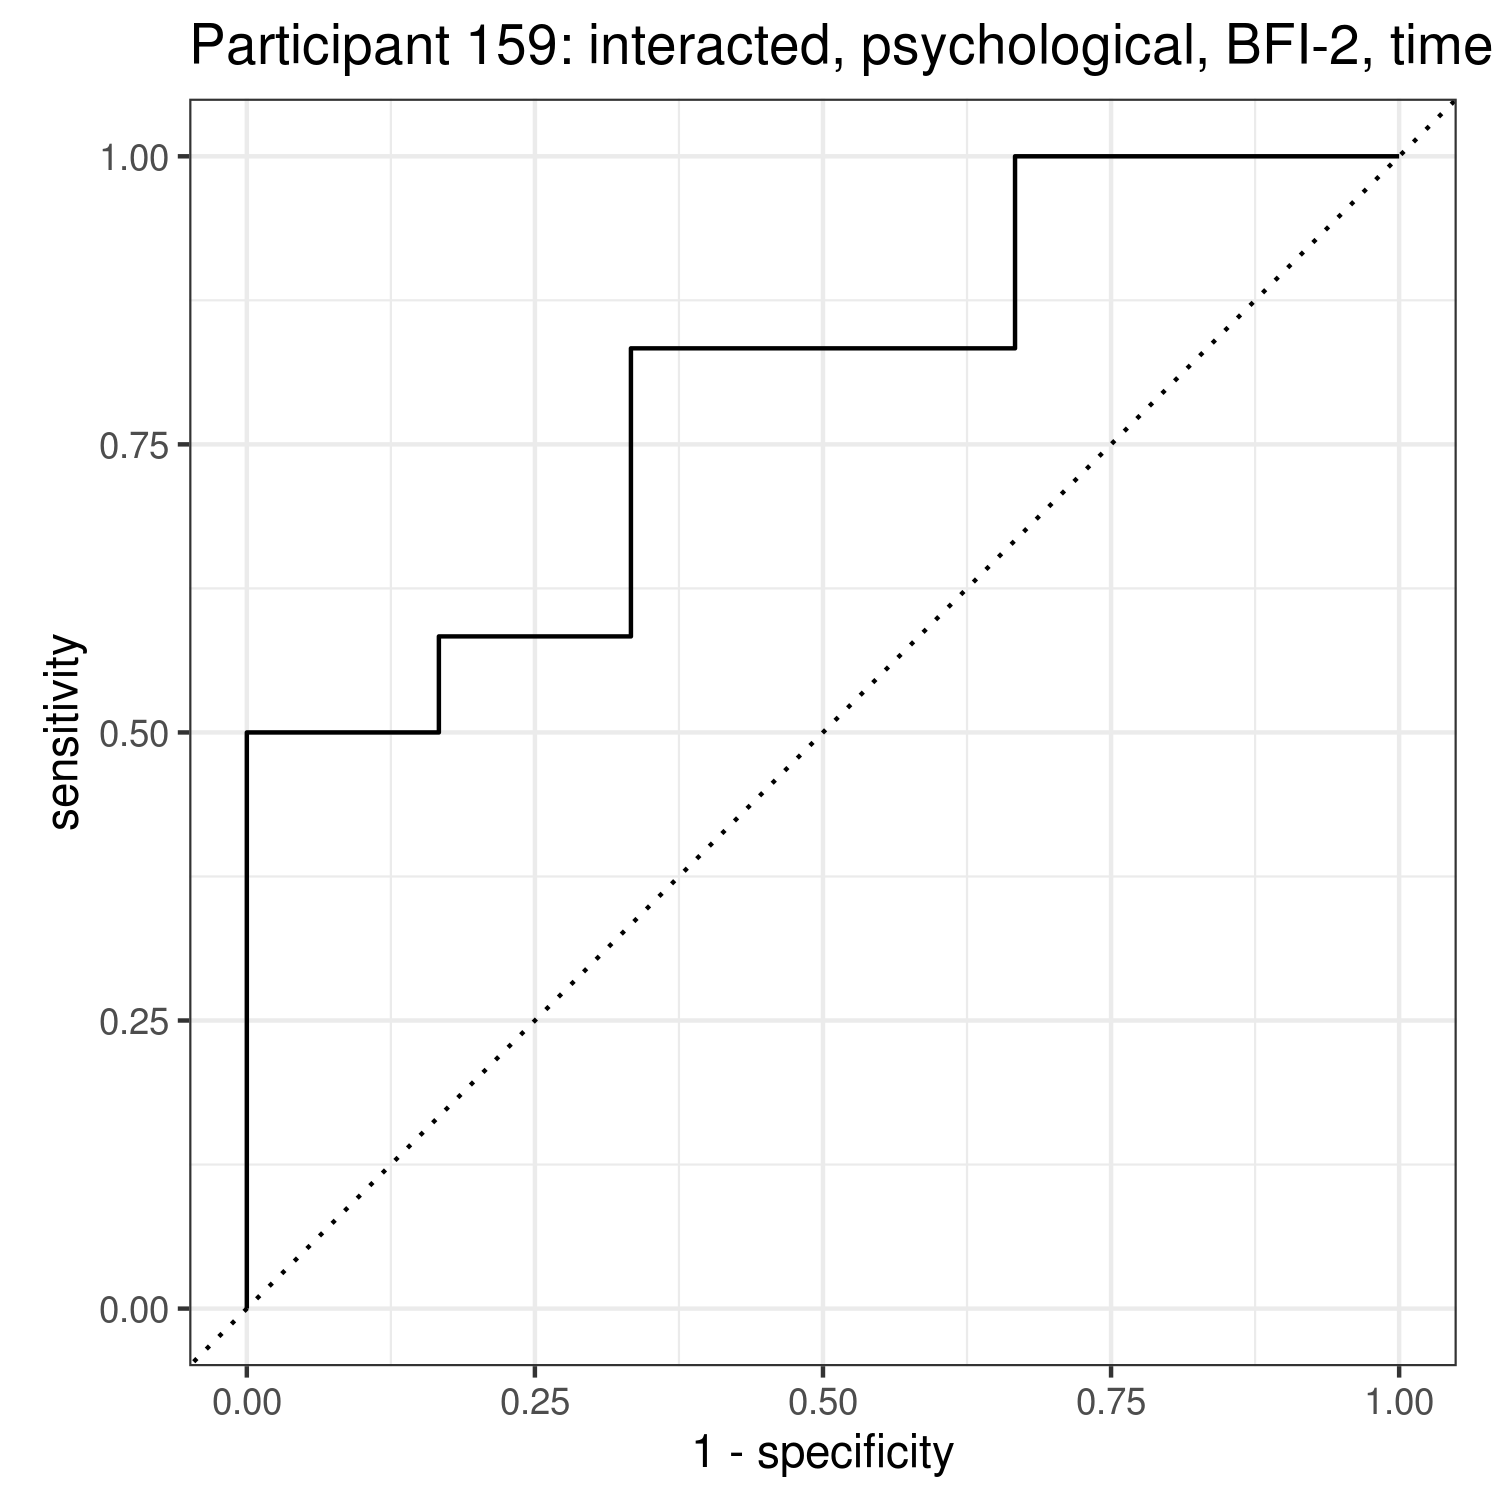 Participant 159: interacted, psychological, BFI-2, time
1.00
0.75
0.50
0.25
0.00
sensitivity
0.00 0.25 0.50 0.75 1.00
1 - specificity